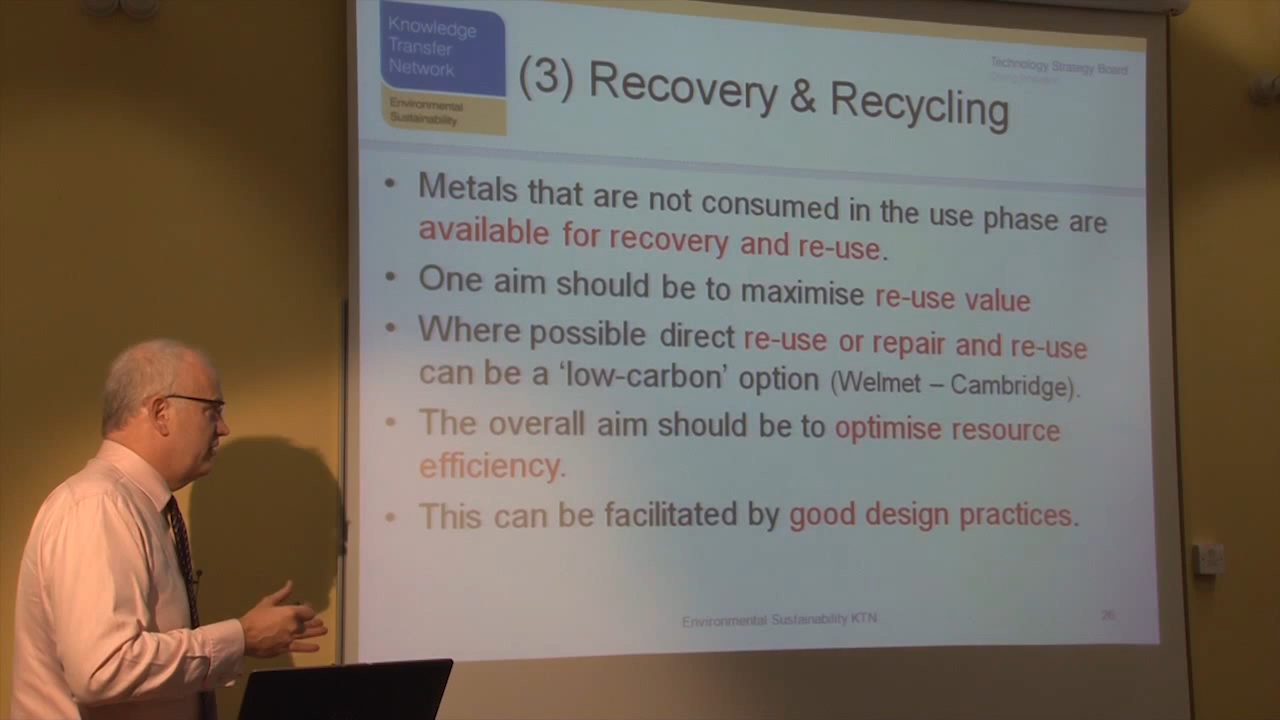 Knowledge
Transfer
Network
Environmental
Sustainability
Technology Strategy Board
(3) Recovery & Recycling
• Metals that are not consumed in the use phase are
available for recovery and re-use.
• One aim should be to maximise re-use value
• Where possible direct re-use or repair and re-use
can be a ‘low-carbon’ option (Welmet – Cambridge).
• The overall aim should be to optimise resource
efficiency.
• This can be facilitated by good design practices.
Environmental Sustainability KTN
26